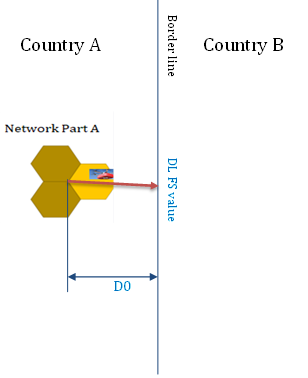 Country A
Border line
Country B
Network Part A
DL FS value
D0